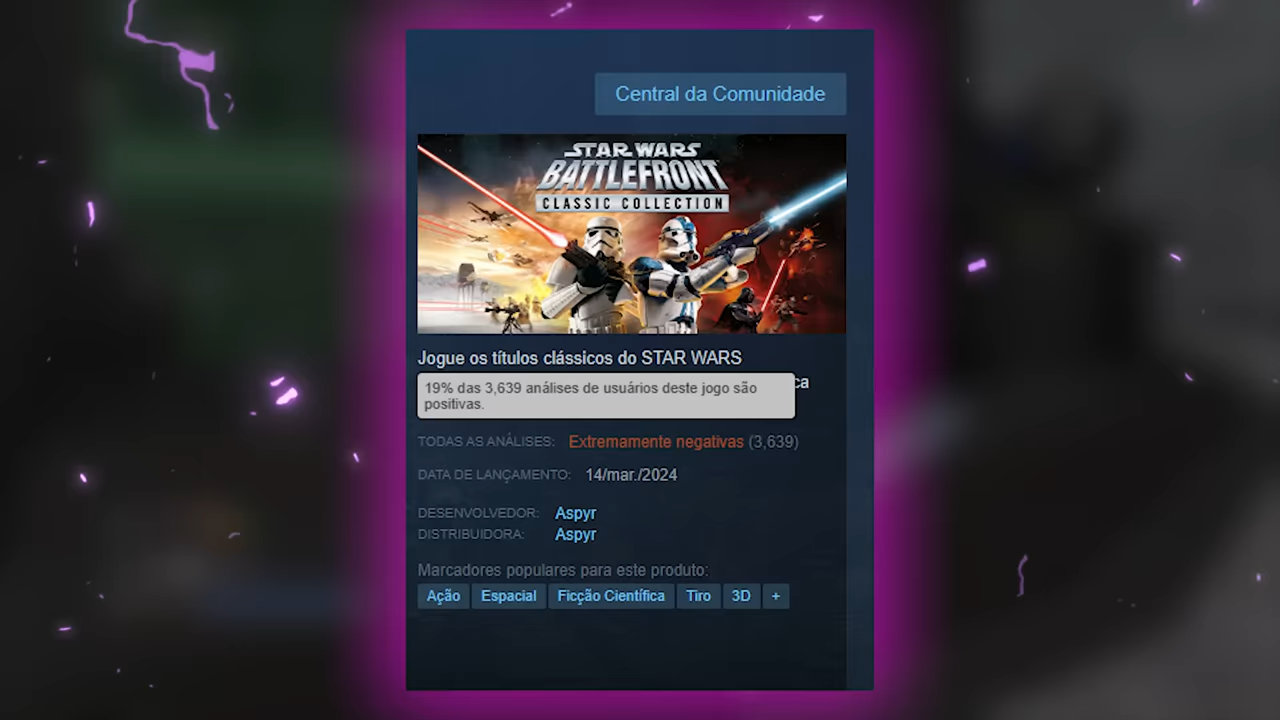 Central da Comunidade
STAR WARS
BATTLEFRONT
CLASSIC COLLECTION
Jogue os títulos clássicos do STAR WARS
ca
19% das 3,639 análises de usuários deste jogo são
positivas.
TODAS AS ANÁLISES: Extremamente negativas (3,639)
DATA DE LANÇAMENTO: 14/mar./2024
DESENVOLVEDOR: Aspyr
DISTRIBUIDORA: Aspyr
Marcadores populares para este produto:
Ação Espacial Ficção Científica Tiro 3D +